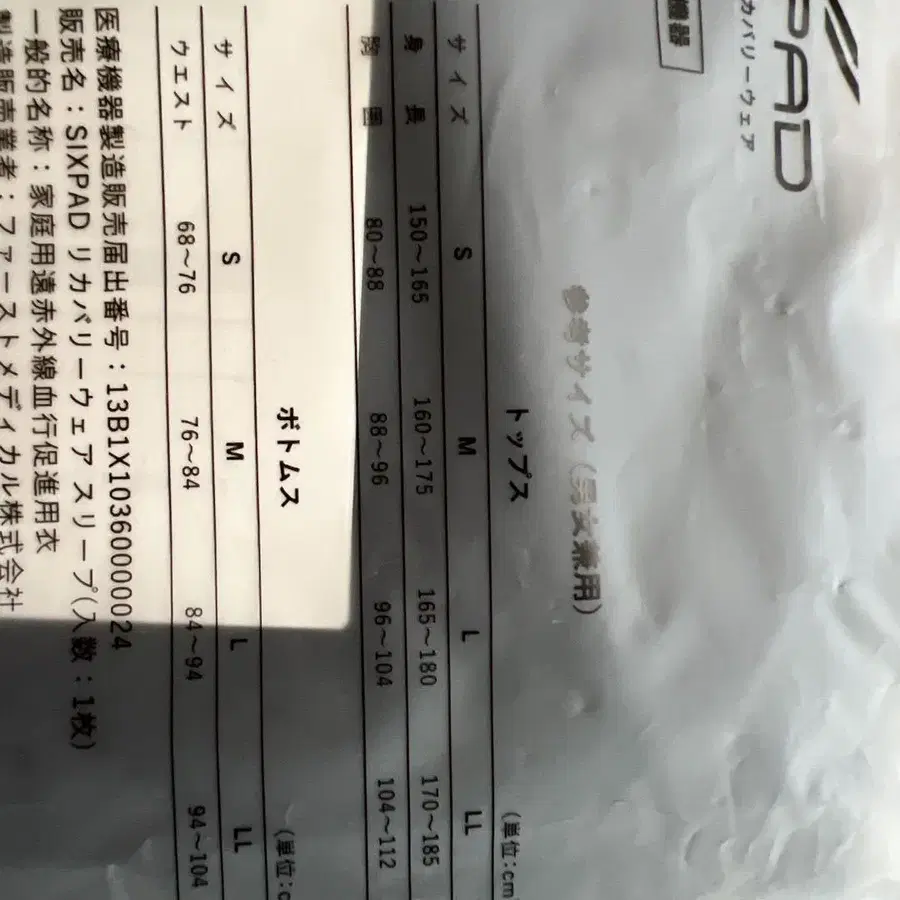 PAD
カバリーウェア
機器
参考サイズ(男女兼用)
トップス
(単位:cm)
サイズ S M L LL
身長 150〜165 160〜175 165〜180 170〜185
胸囲 80〜88 88〜96 96〜104 104〜112
ボトムス
(単位:c
サイズ S M L LL
ウエスト 68〜76 76〜84 84〜94 94〜104
医療機器製造販売届出番号:13B1X10360000024
販売名:SIXPAD リカバリーウェア スリープ(入数:1枚)
一般的名称:家庭用遠赤外線血行促進用衣
製造販売業者:ファーストメディカル株式会社